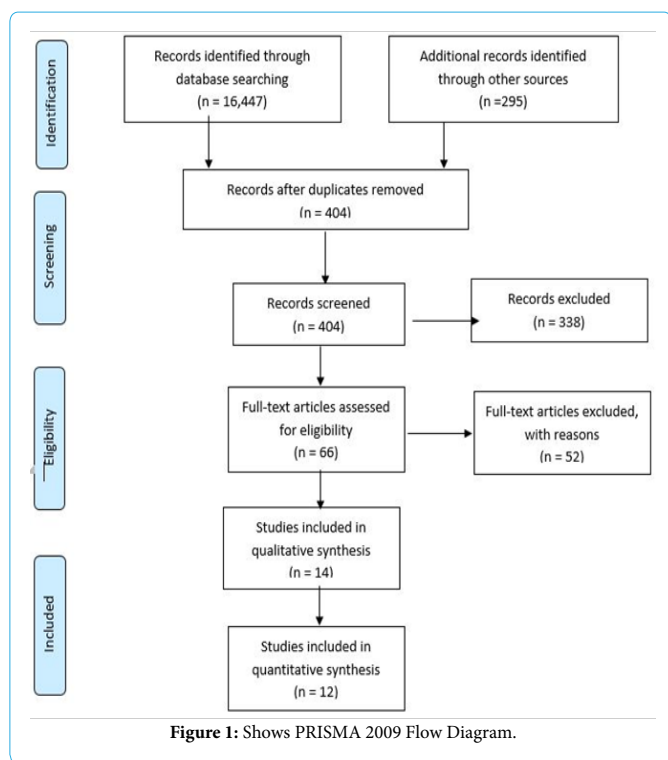 Identification
Records identified through
database searching
(n = 16,447)
Additional records identified
through other sources
(n =295)
Records after duplicates removed
(n = 404)
Screening
Records screened
(n = 404)
Records excluded
(n = 338)
Eligibility
Full-text articles assessed
for eligibility
(n = 66)
Full-text articles excluded,
with reasons
(n = 52)
Studies included in
qualitative synthesis
(n = 14)
Included
Studies included in
quantitative synthesis
(n = 12)
Figure 1: Shows PRISMA 2009 Flow Diagram.